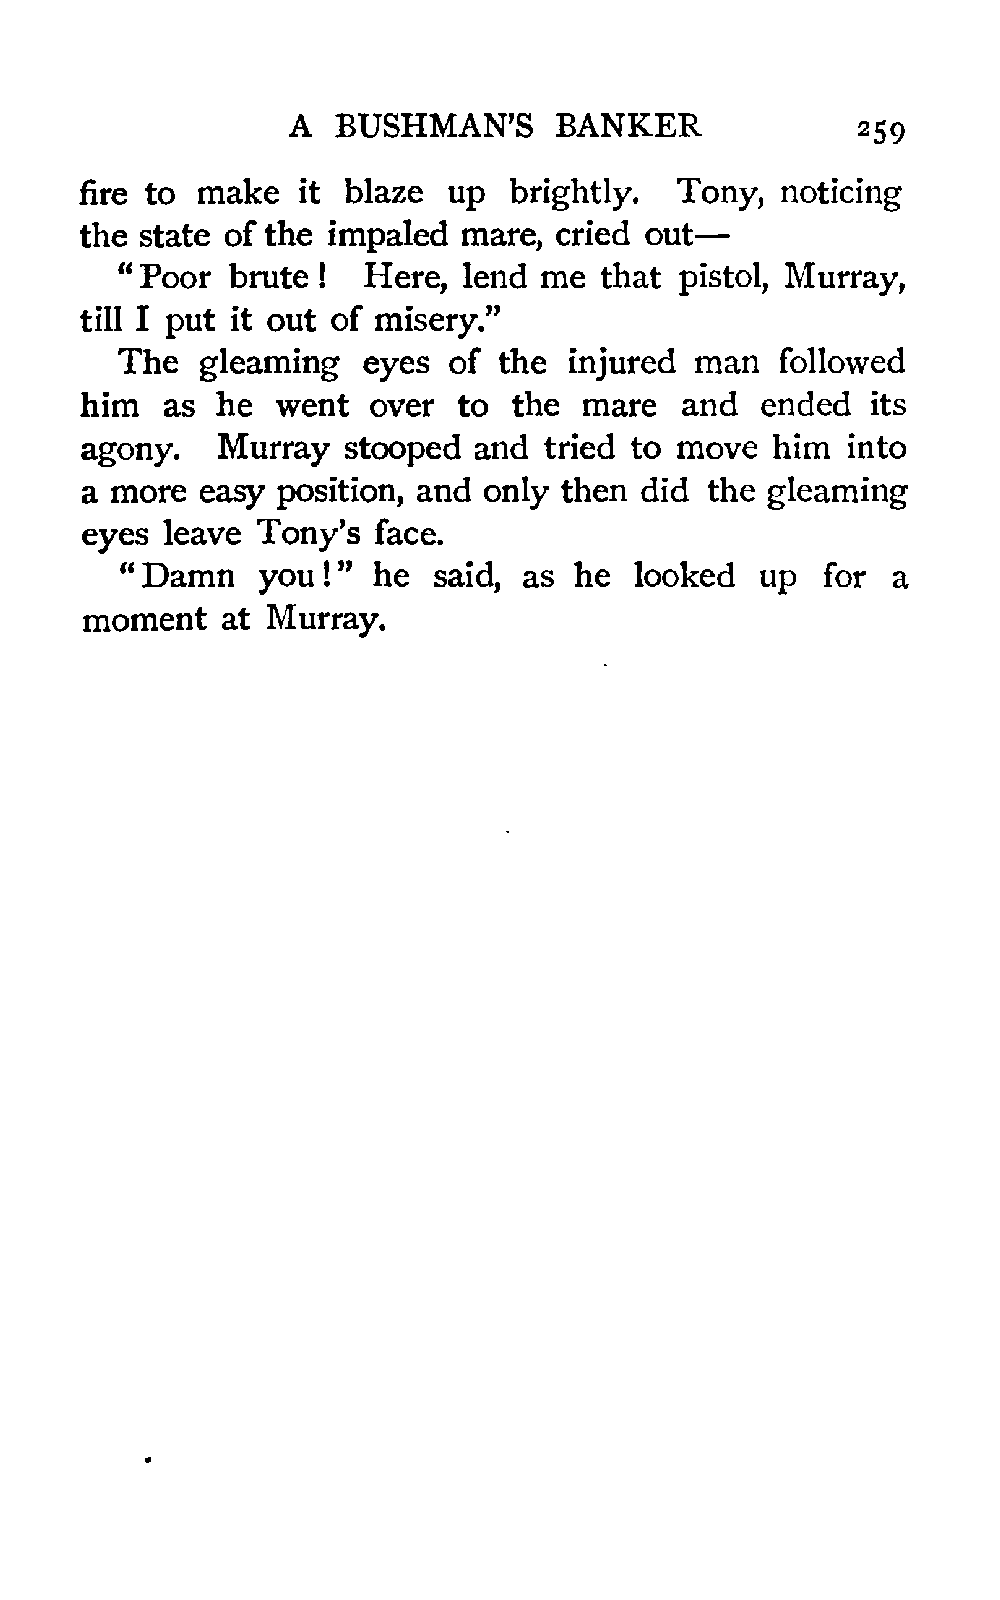 A BUSHMAN'S BANKER 259
fire to make it blaze up brightly. Tony, noticing
the state of the impaled mare, cried out—
"Poor brute! Here, lend me that pistol, Murray,
till I put it out of misery."
The gleaming eyes of the injured man followed
him as he went over to the mare and ended its
agony. Murray stooped and tried to move him into
a more easy position, and only then did the gleaming
eyes leave Tony's face.
"Damn you!" he said, as he looked up for a
moment at Murray.